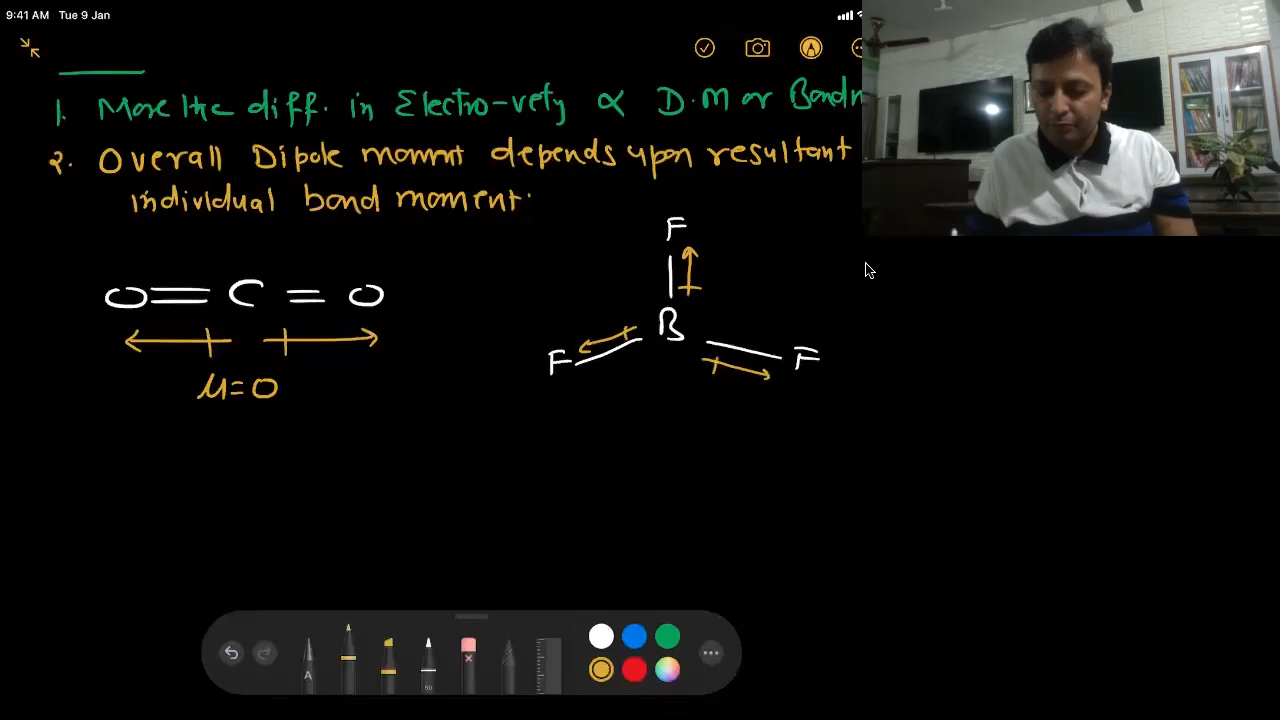 9:41 AM Tue 9 Jan
1. More the diff. in Electro-vety ∝ D.M or Bond
2. Overall Dipole moment depends upon resultant
individual bond moment.
F
O=C=O
B
F F
μ=0
A
50